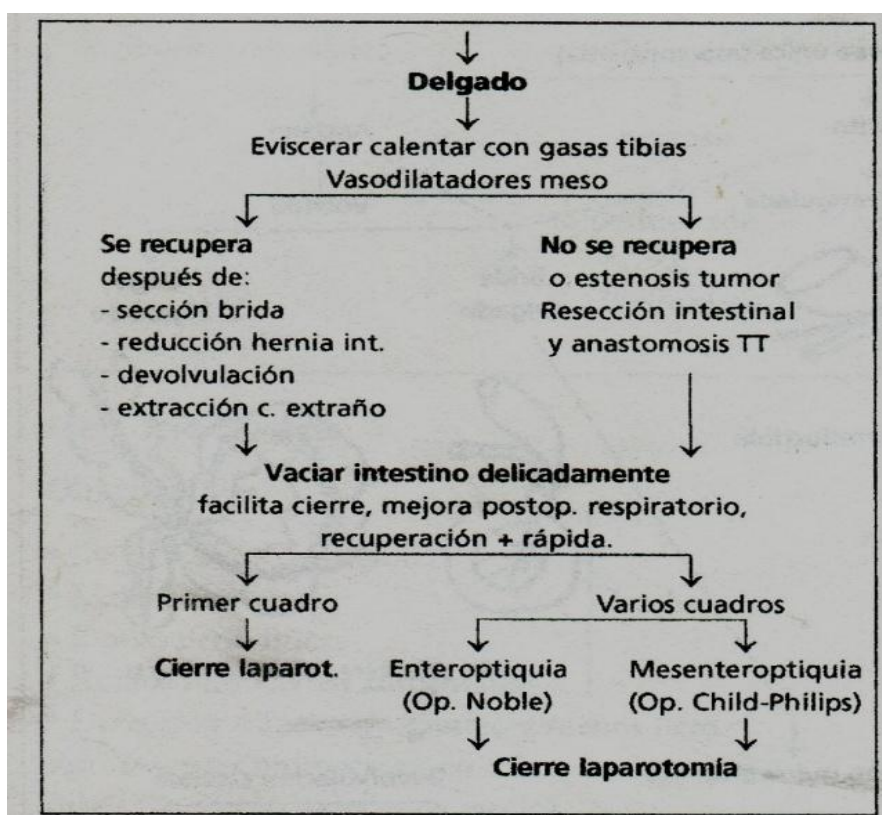 Delgado
Eviscerar calentar con gasas tibias
Vasodilatadores meso
Se recupera
después de:
- sección brida
- reducción hernia int.
- devolvulación
- extracción c. extraño
No se recupera
o estenosis tumor
Resección intestinal
y anastomosis TT
Vaciar intestino delicadamente
facilita cierre, mejora postop. respiratorio,
recuperación + rápida.
Primer cuadro
Varios cuadros
Cierre laparot.
Enteroptiquia
(Op. Noble)
Mesenteroptiquia
(Op. Child-Philips)
Cierre laparotomía